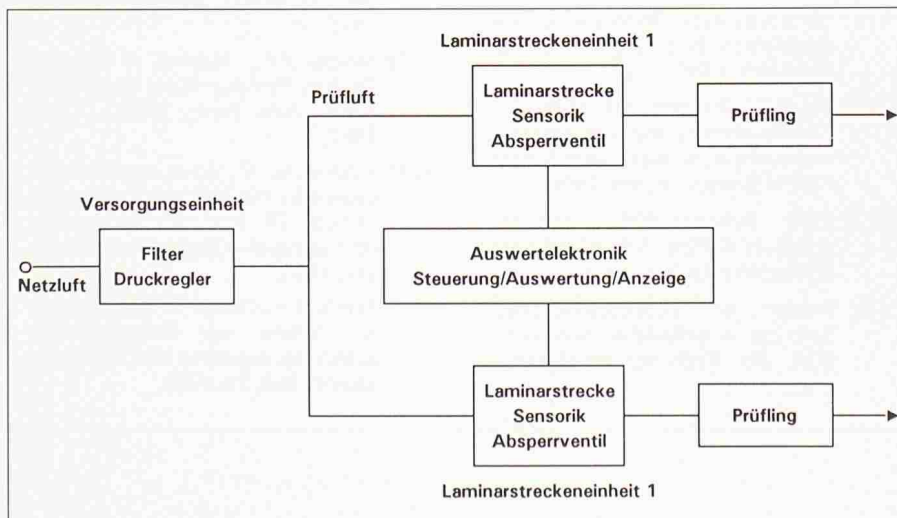 Laminarstreckeneinheit 1
Prüfluft
Laminarstrecke
Sensorik
Absperrventil
Prüfling
Versorgungseinheit
Filter
Druckregler
Netzluft
Auswertelektronik
Steuerung/Auswertung/Anzeige
Laminarstrecke
Sensorik
Absperrventil
Prüfling
Laminarstreckeneinheit 1